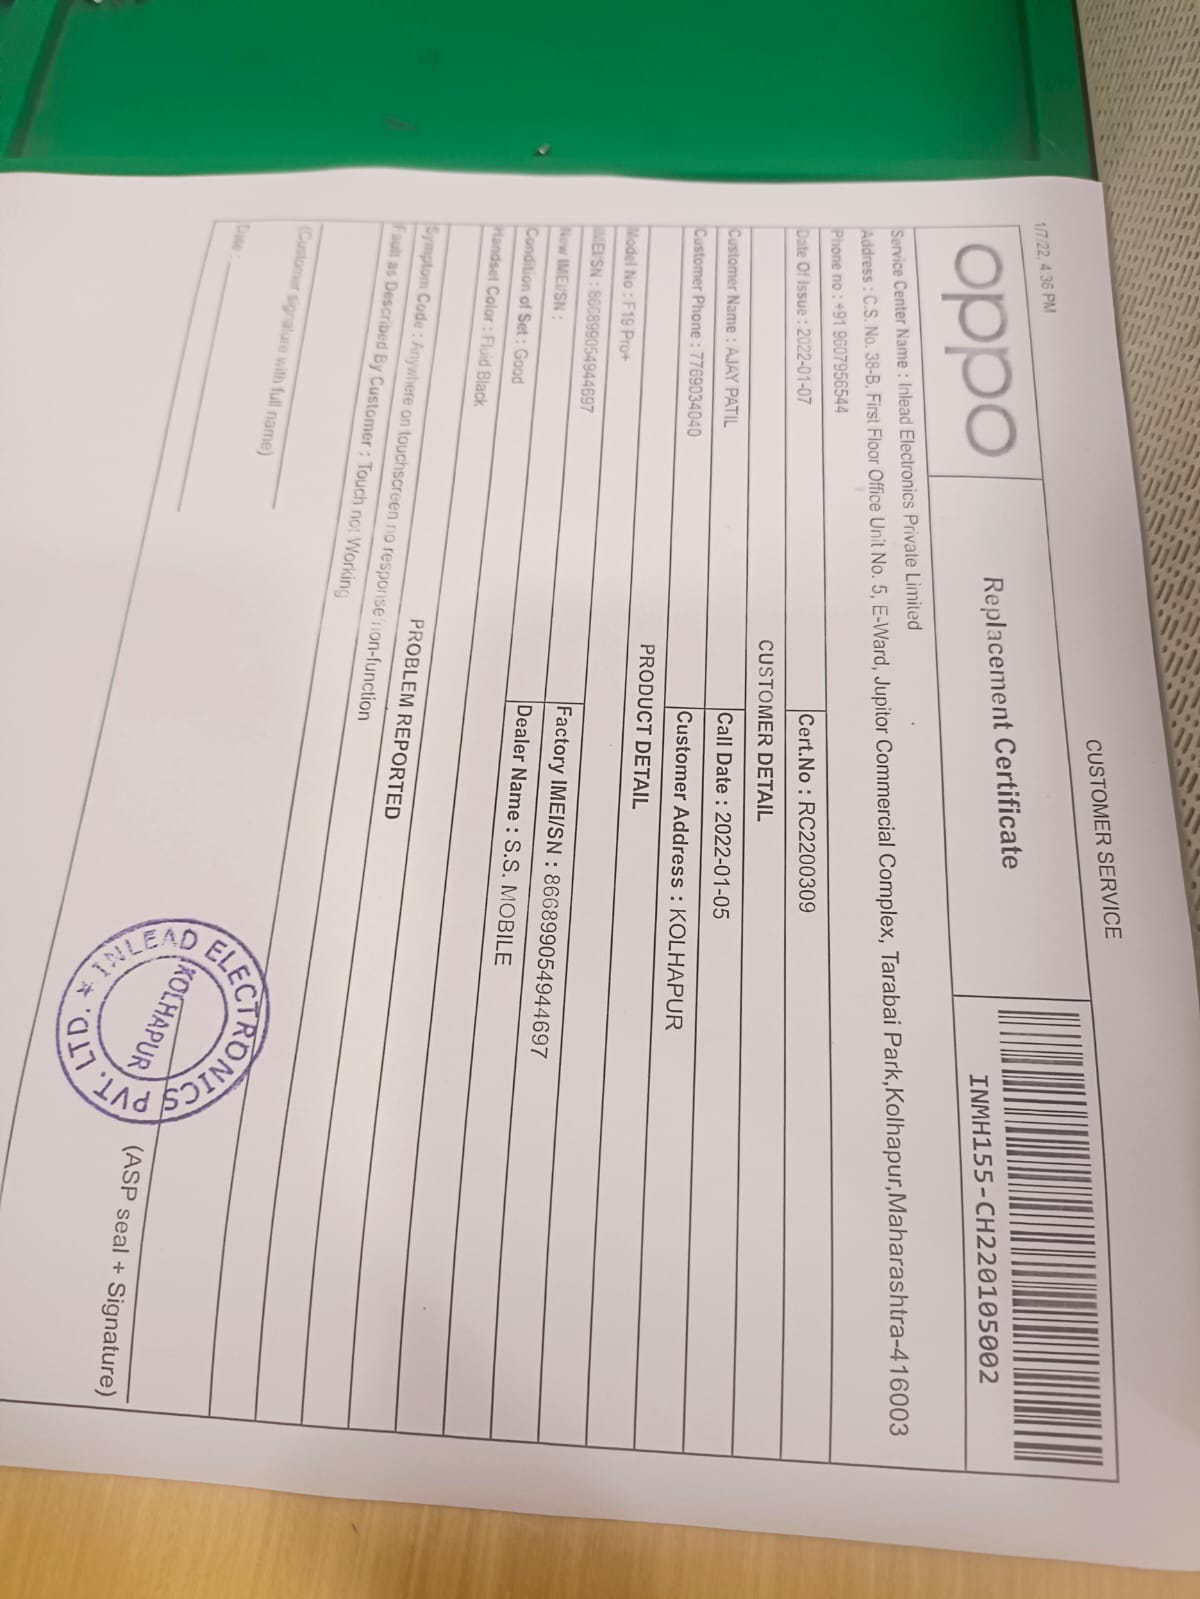 1/7/22, 4:36 PM
CUSTOMER SERVICE
oppo
Replacement Certificate
INMH155-CH220105002
Service Center Name : Inlead Electronics Private Limited
Address : C.S. No. 38-B, First Floor Office Unit No. 5, E-Ward, Jupitor Commercial Complex, Tarabai Park,Kolhapur,Maharashtra-416003
Phone no : +91 9607956544
Date Of Issue : 2022-01-07
Cert.No : RC2200309
CUSTOMER DETAIL
Customer Name : AJAY PATIL
Call Date : 2022-01-05
Customer Phone : 7769034040
Customer Address : KOLHAPUR
PRODUCT DETAIL
Model No : F19 Pro+
IMEI/SN : 866899054944697
Factory IMEI/SN : 866899054944697
New IMEI/SN :
Condition of Set : Good
Dealer Name : S.S. MOBILE
Handset Color : Fluid Black
PROBLEM REPORTED
Symptom Code : Anywhere on touchscreen no response/non-function
Fault as Described By Customer : Touch not Working
(Customer signature with full name)
Date :
INLEAD ELECTRONICS PVT. LTD. *
KOLHAPUR
(ASP seal + Signature)